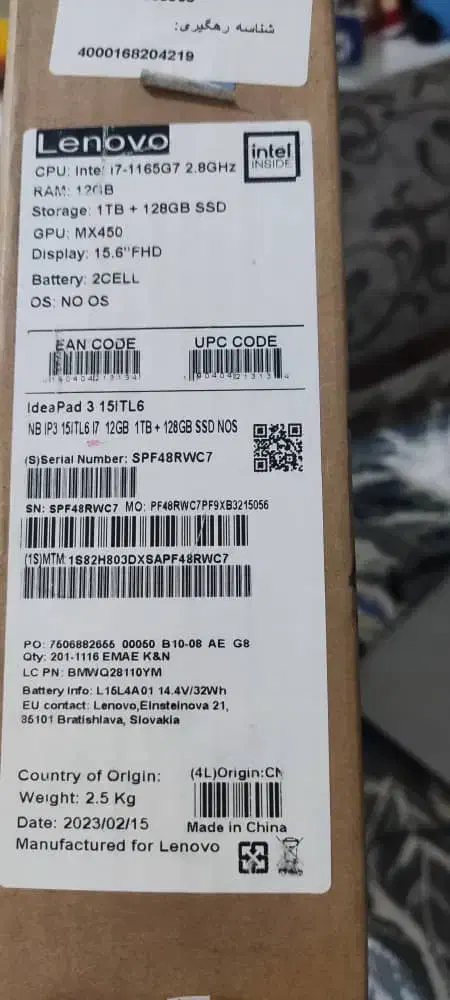 شناسه رهگیری:
4000168204219
Lenovo
intel
INSIDE
CPU: Intel i7-1165G7 2.8GHz
RAM: 12GB
Storage: 1TB + 128GB SSD
GPU: MX450
Display: 15.6"FHD
Battery: 2CELL
OS: NO OS
EAN CODE
UPC CODE
IdeaPad 3 15ITL6
NB IP3 15ITL6 I7 12GB 1TB + 128GB SSD NOS
(S)Serial Number: SPF48RWC7
SN: SPF48RWC7 MO: PF48RWC7PF9XB3215056
(1S)MTM:1S82H803DXSAPF48RWC7
PO: 7506882655 00050 B10-08 AE G8
Qty: 201-1116 EMAE K&N
LC PN: BMWQ28110YM
Battery Info: L15L4A01 14.4V/32Wh
EU contact: Lenovo,Einsteinova 21,
85101 Bratishlava, Slovakia
Country of Origin:
(4L)Origin:CN
Weight: 2.5 Kg
Date: 2023/02/15
Made in China
Manufactured for Lenovo